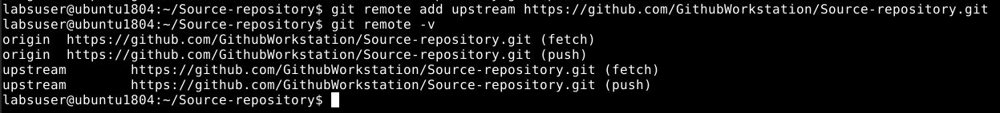 labsuser@ubuntu1804:~/Source-repository$ git remote add upstream https://github.com/GithubWorkstation/Source-repository.git
labsuser@ubuntu1804:~/Source-repository$ git remote -v
origin  https://github.com/GithubWorkstation/Source-repository.git (fetch)
origin  https://github.com/GithubWorkstation/Source-repository.git (push)
upstream        https://github.com/GithubWorkstation/Source-repository.git (fetch)
upstream        https://github.com/GithubWorkstation/Source-repository.git (push)
labsuser@ubuntu1804:~/Source-repository$